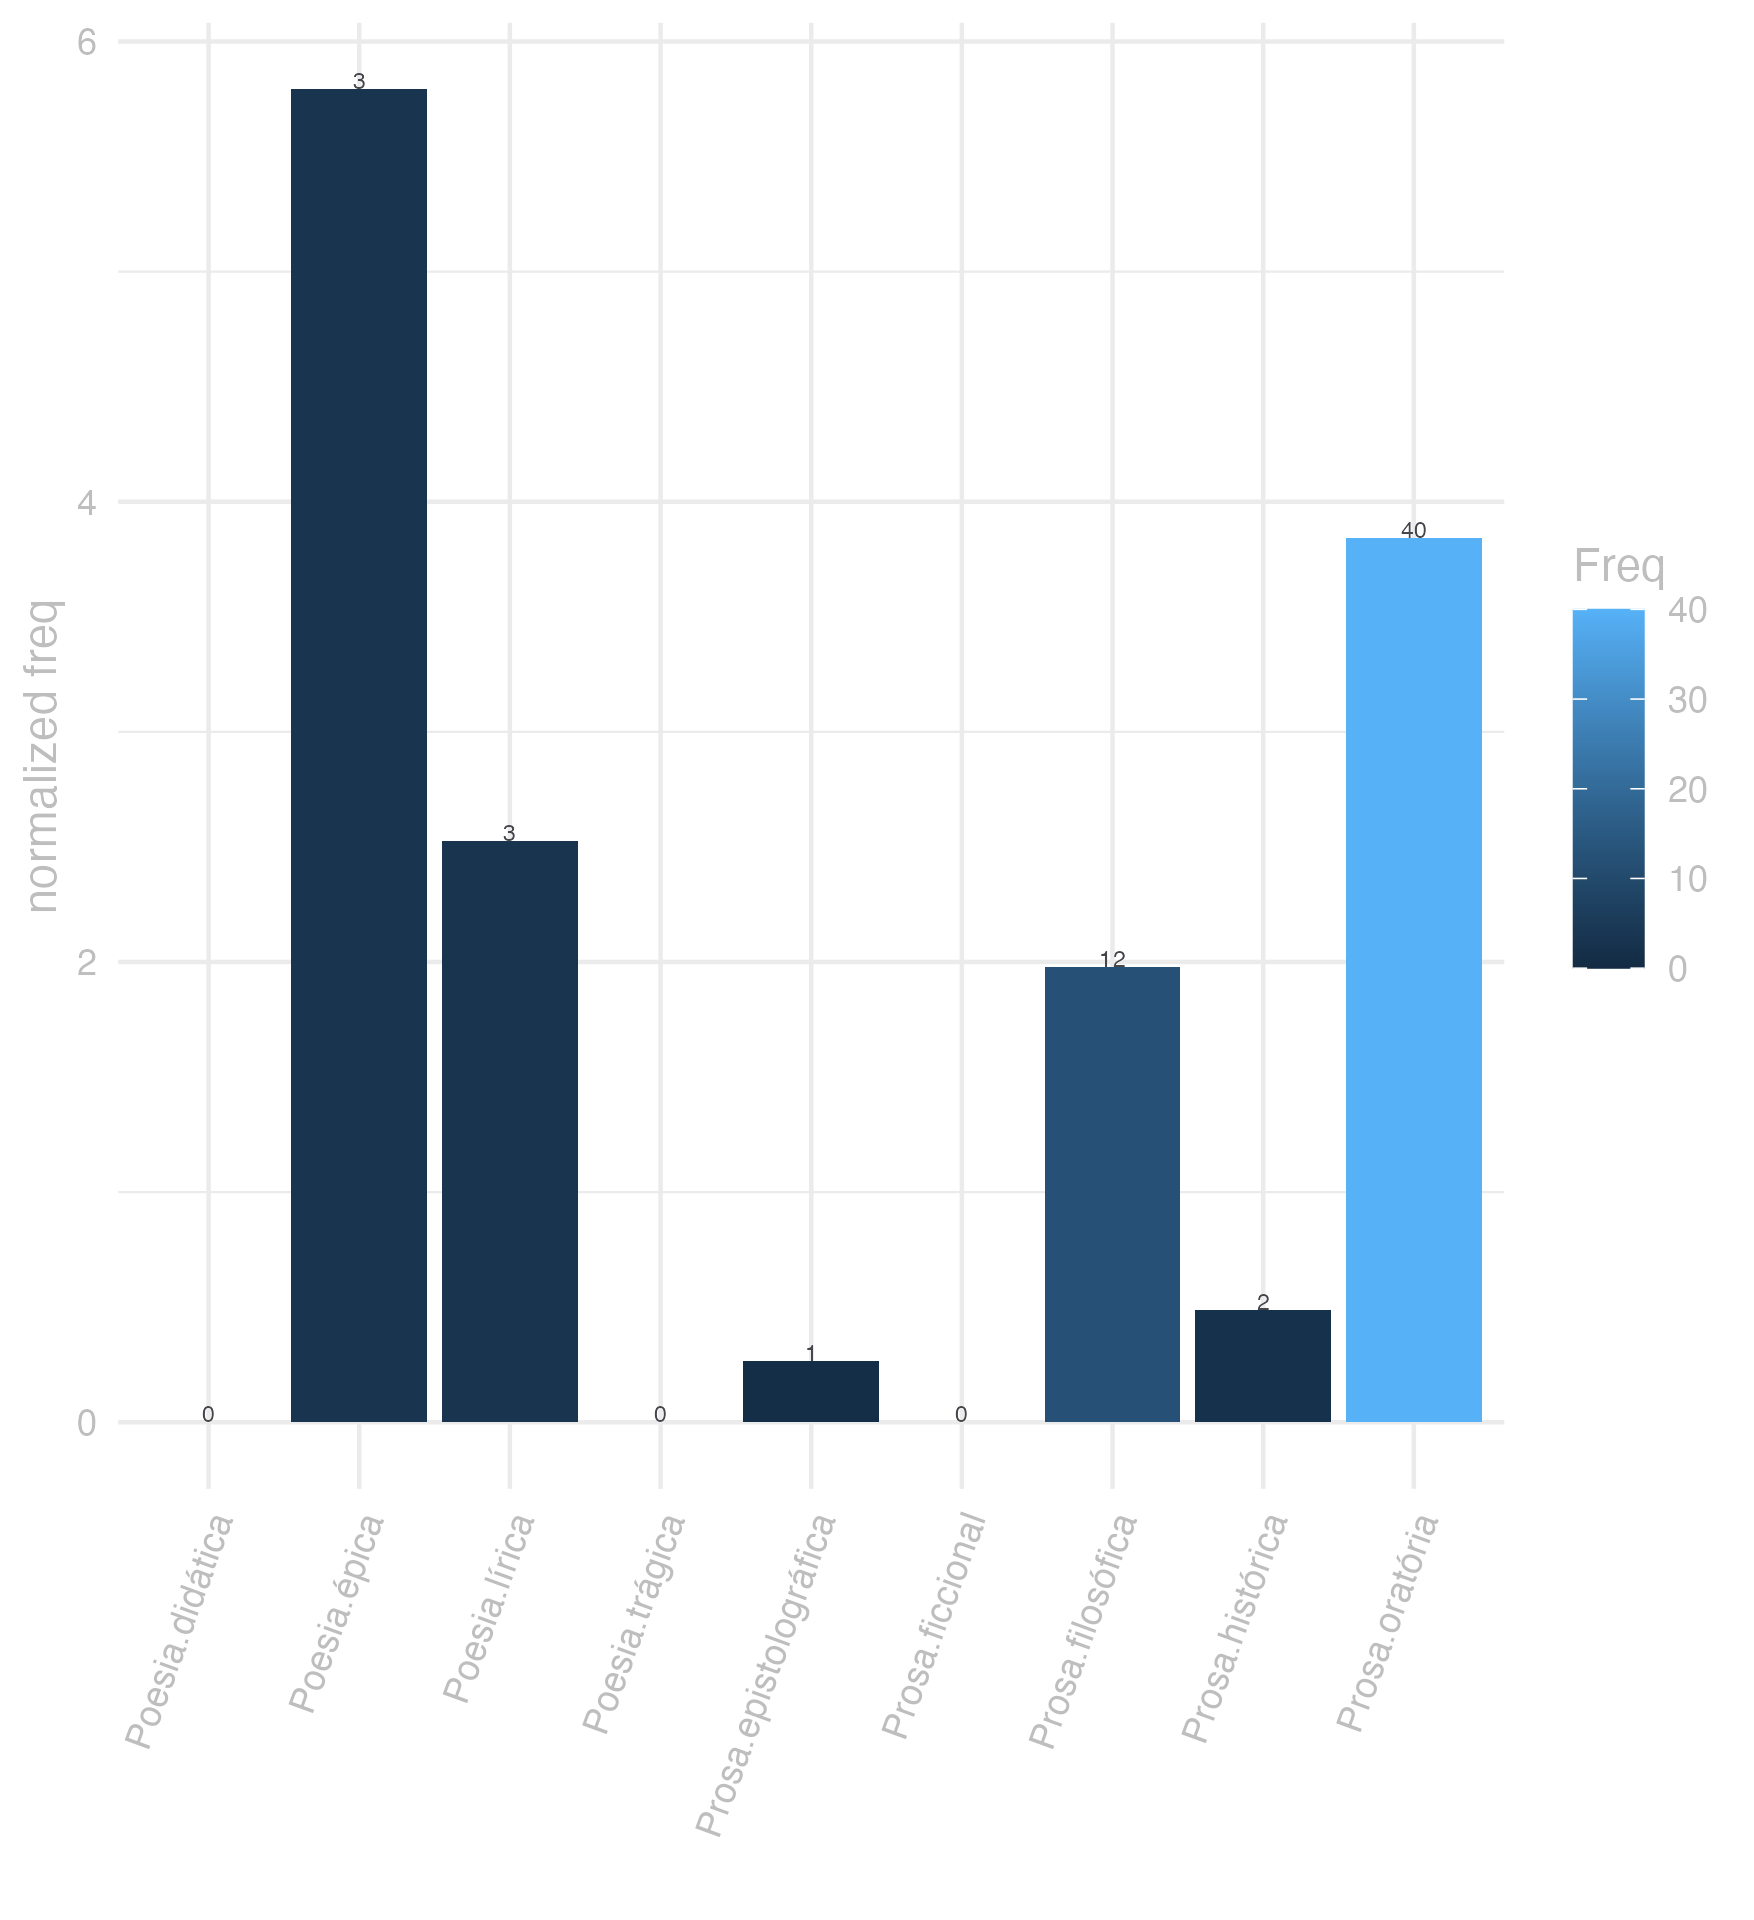 6
4
2
0
normalized freq
3
3
0
0
1
0
12
2
40
Poesia.didática
Poesia.épica
Poesia.lírica
Poesia.trágica
Prosa.epistolográfica
Prosa.ficcional
Prosa.filosófica
Prosa.histórica
Prosa.oratória
Freq
40
30
20
10
0